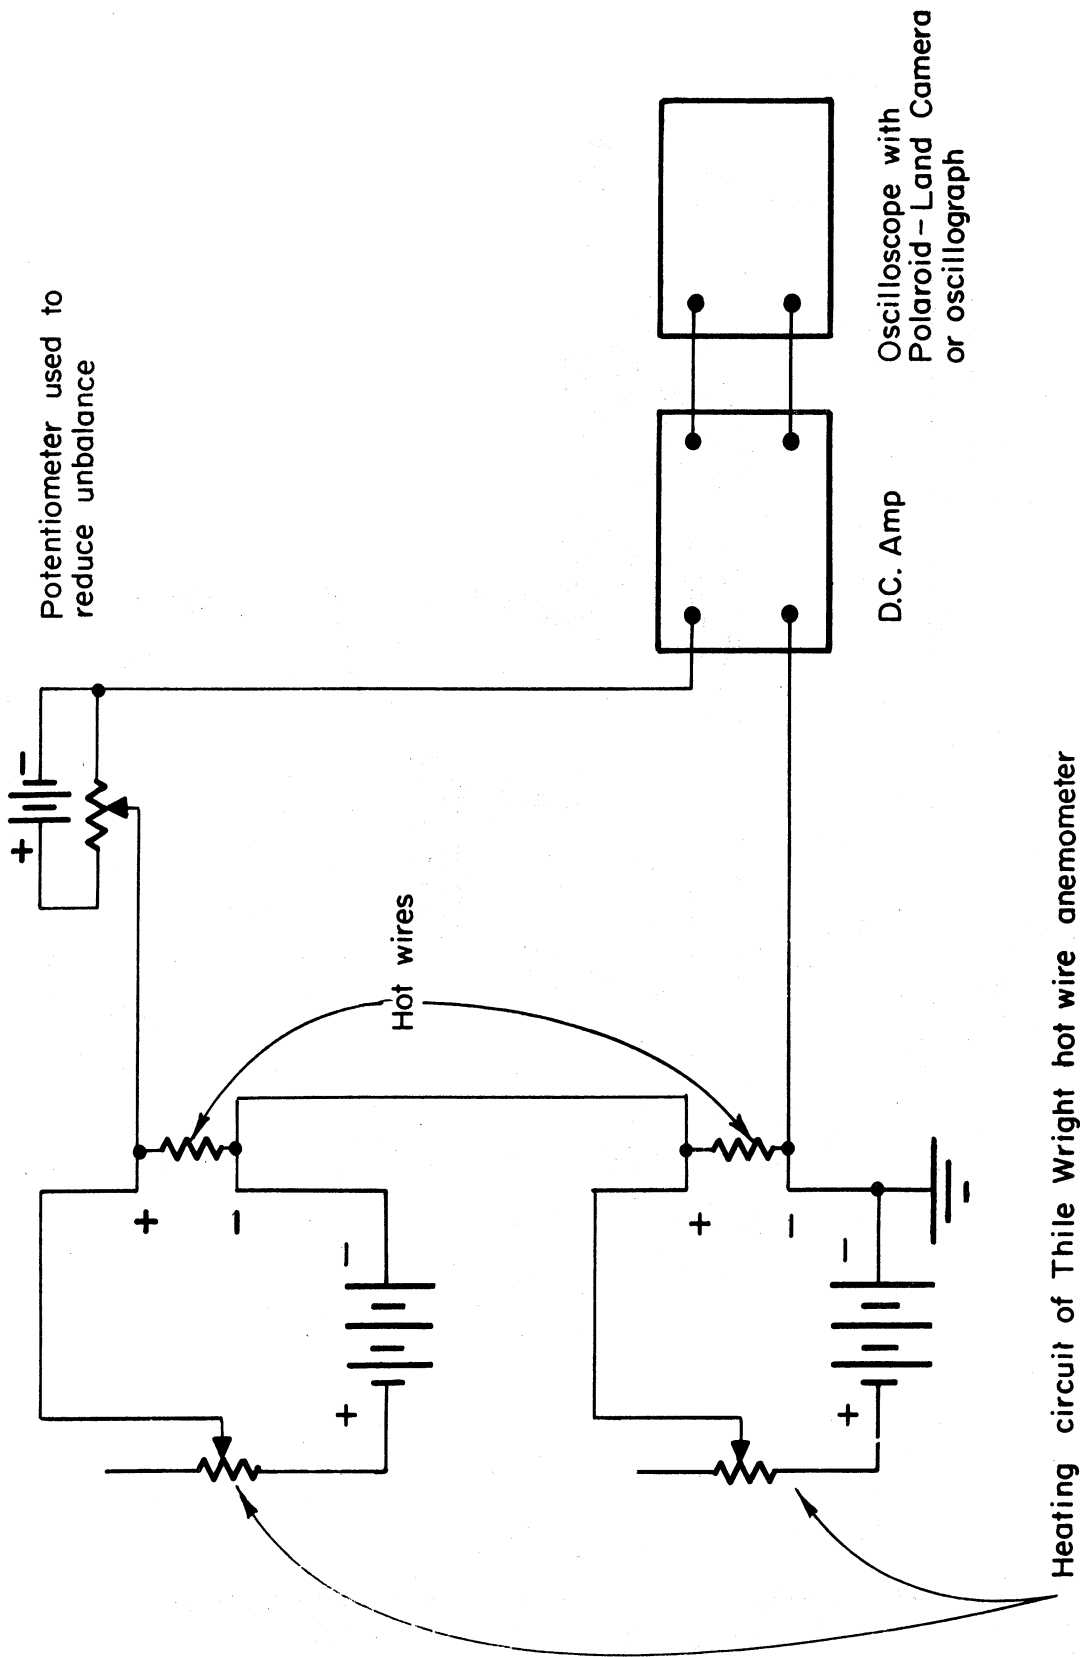 Potentiometer used to
reduce unbalance
+ −
Hot wires
+
−
−
+
+
−
−
+
D.C. Amp
Oscilloscope with
Polaroid-Land Camera
or oscillograph
Heating circuit of Thile Wright hot wire anemometer